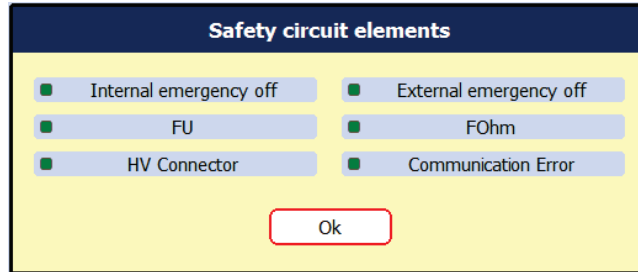 Safety circuit elements
Internal emergency off
External emergency off
FU
FOhm
HV Connector
Communication Error
Ok